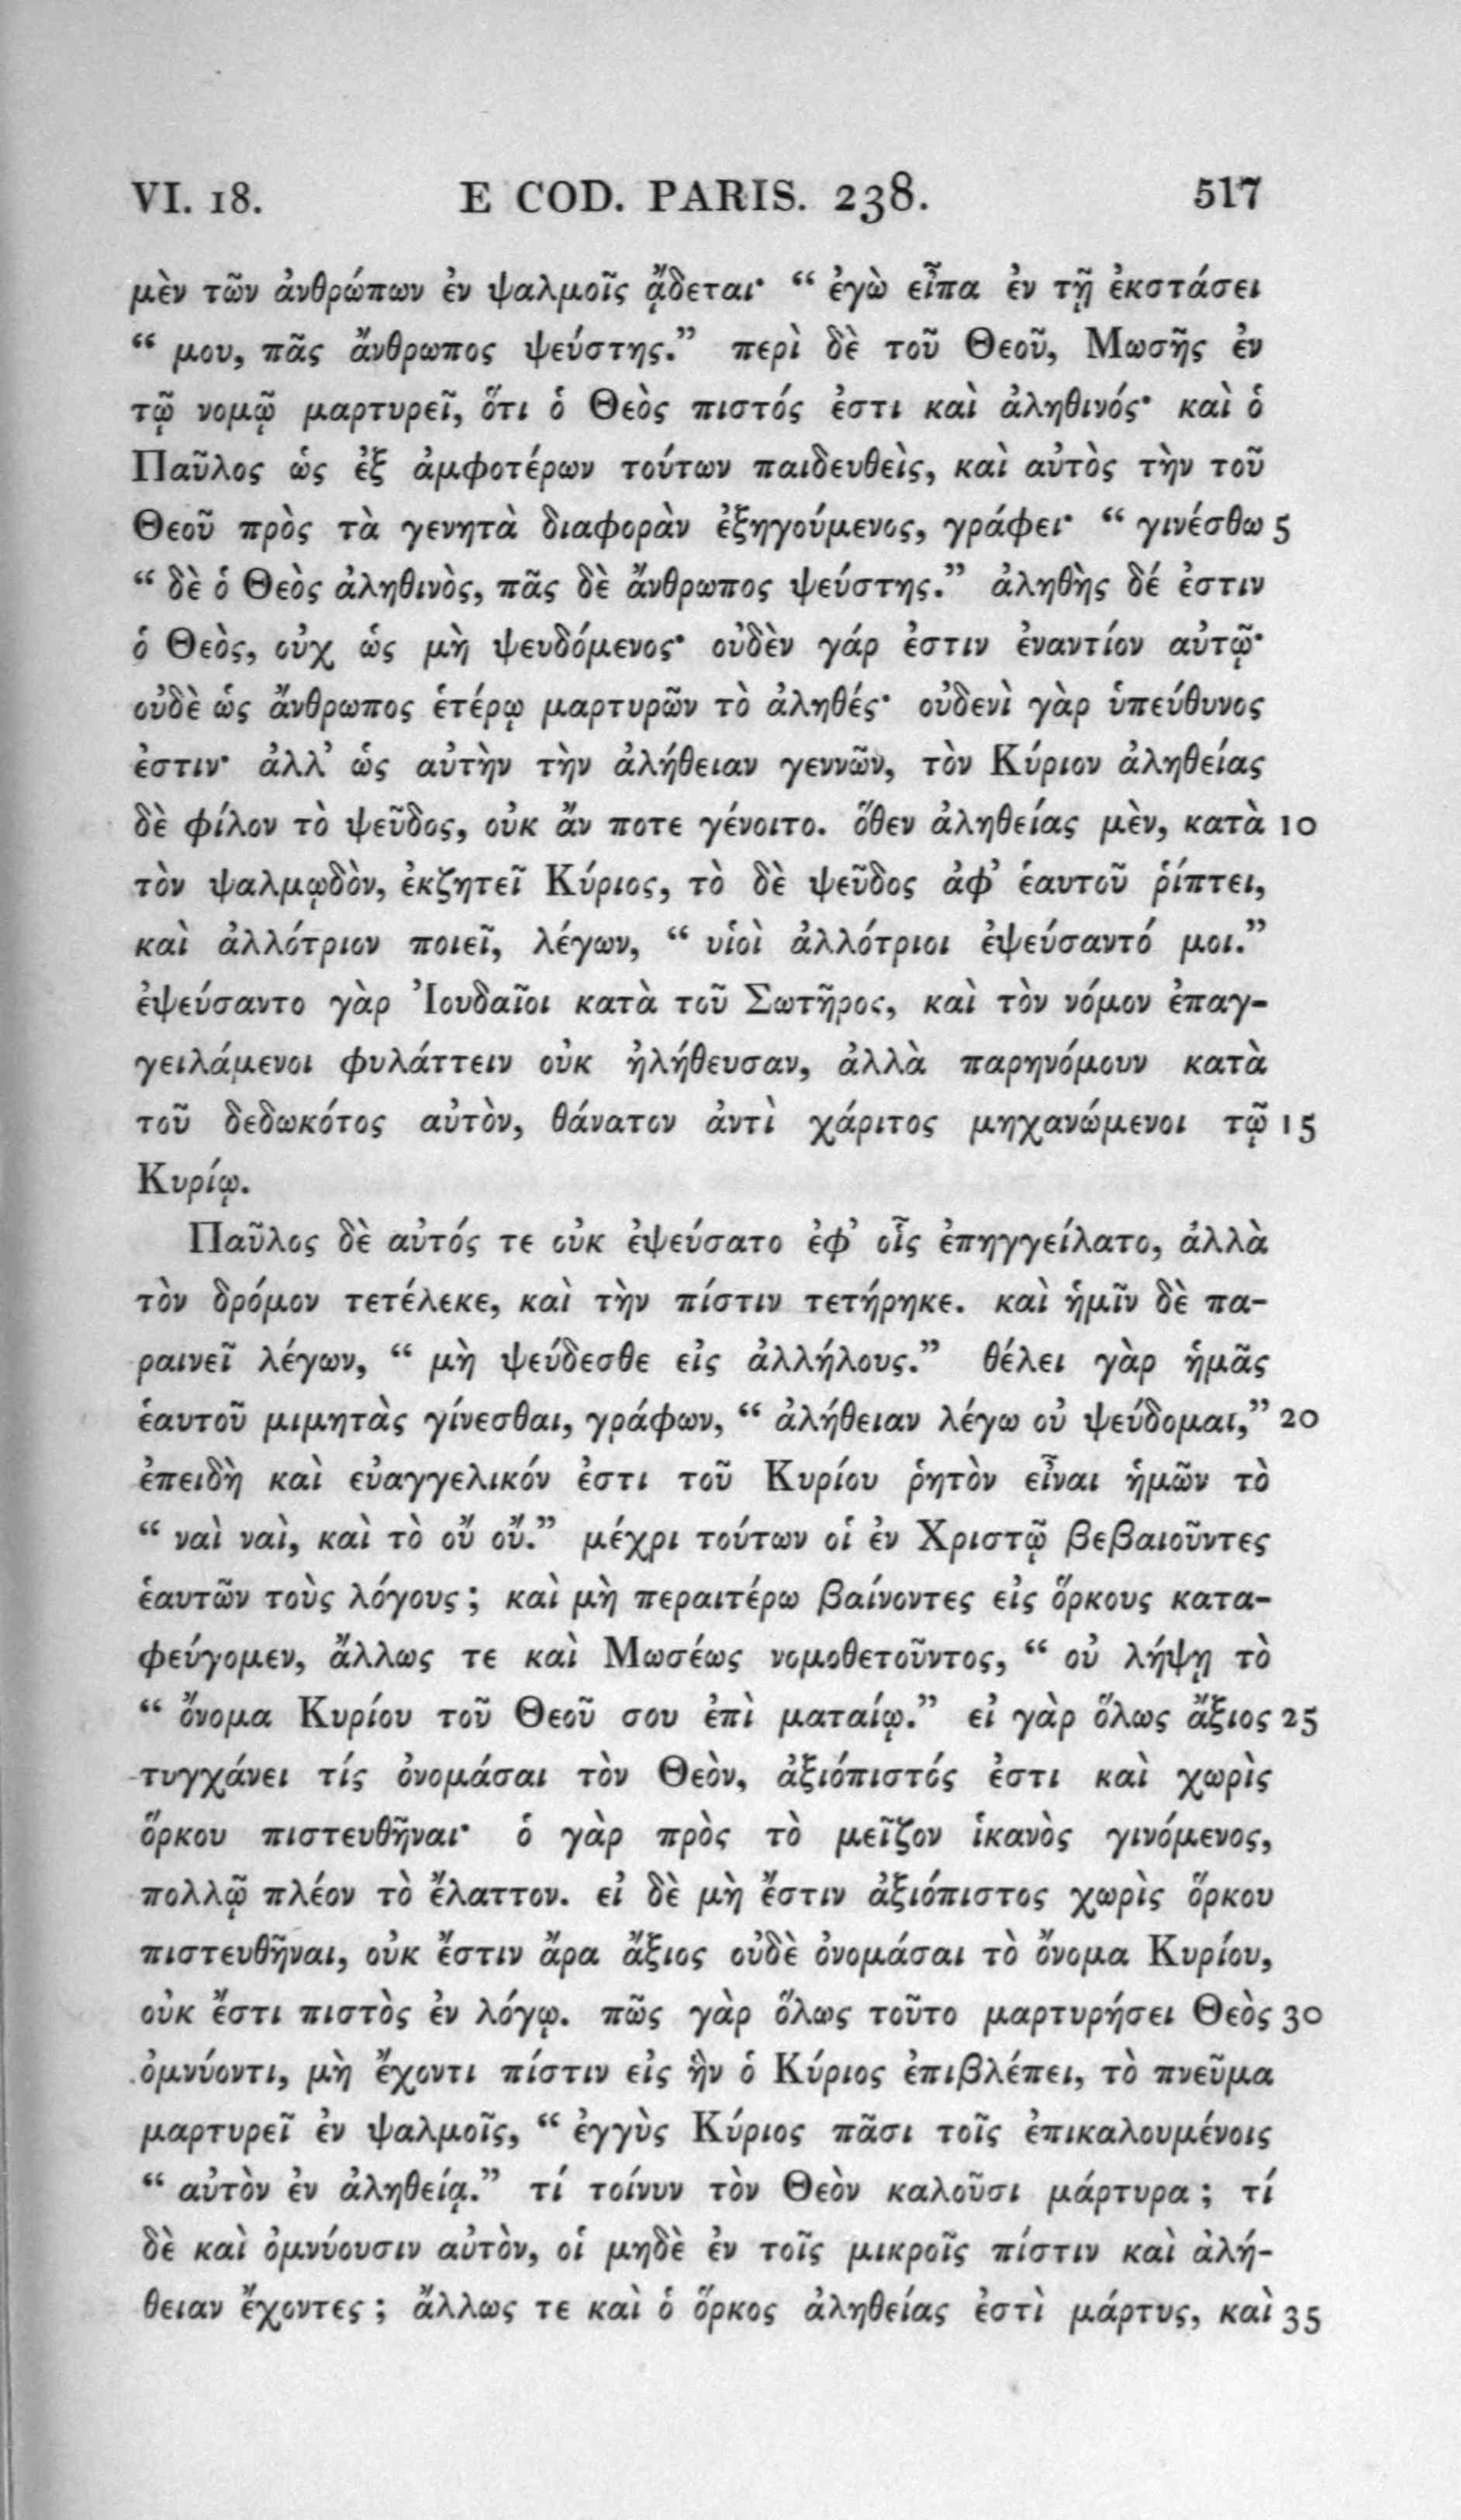 VI. 18. E COD. PARIS. 238. 517
μὲν τῶν ἀνθρώπων ἐν ψαλμοῖς ᾄδεται· “ ἐγὼ εἶπα ἐν τῇ ἐκστάσει
“ μου, πᾶς ἄνθρωπος ψεύστης.” περὶ δὲ τοῦ Θεοῦ, Μωσῆς ἐν
τῷ νομῷ μαρτυρεῖ, ὅτι ὁ Θεὸς πιστός ἐστι καὶ ἀληθινός· καὶ ὁ
Παῦλος ὡς ἐξ ἀμφοτέρων τούτων παιδευθεὶς, καὶ αὐτὸς τὴν τοῦ
Θεοῦ πρὸς τὰ γενητὰ διαφορὰν ἐξηγούμενος, γράφει· “ γινέσθω 5
“ δὲ ὁ Θεὸς ἀληθινὸς, πᾶς δὲ ἄνθρωπος ψεύστης.” ἀληθὴς δέ ἐστιν
ὁ Θεὸς, οὐχ ὡς μὴ ψευδόμενος· οὐδὲν γάρ ἐστιν ἐναντίον αὐτῷ·
οὐδὲ ὡς ἄνθρωπος ἑτέρῳ μαρτυρῶν τὸ ἀληθές· οὐδενὶ γὰρ ὑπεύθυνος
ἐστιν· ἀλλ’ ὡς αὐτὴν τὴν ἀλήθειαν γεννῶν, τὸν Κύριον ἀληθείας
δὲ φίλον τὸ ψεῦδος, οὐκ ἄν ποτε γένοιτο. ὅθεν ἀληθείας μὲν, κατὰ 10
τὸν ψαλμῳδὸν, ἐκζητεῖ Κύριος, τὸ δὲ ψεῦδος ἀφ’ ἑαυτοῦ ῥίπτει,
καὶ ἀλλότριον ποιεῖ, λέγων, “ υἱοὶ ἀλλότριοι ἐψεύσαντό μοι.”
ἐψεύσαντο γὰρ Ἰουδαῖοι κατὰ τοῦ Σωτῆρος, καὶ τὸν νόμον ἐπαγ-
γειλάμενοι φυλάττειν οὐκ ἠλήθευσαν, ἀλλὰ παρηνόμουν κατὰ
τοῦ δεδωκότος αὐτὸν, θάνατον ἀντὶ χάριτος μηχανώμενοι τῷ 15
Κυρίῳ.
Παῦλος δὲ αὐτός τε οὐκ ἐψεύσατο ἐφ’ οἷς ἐπηγγείλατο, ἀλλὰ
τὸν δρόμον τετέλεκε, καὶ τὴν πίστιν τετήρηκε. καὶ ἡμῖν δὲ πα-
ραινεῖ λέγων, “ μὴ ψεύδεσθε εἰς ἀλλήλους.” θέλει γὰρ ἡμᾶς
ἑαυτοῦ μιμητὰς γίνεσθαι, γράφων, “ ἀλήθειαν λέγω οὐ ψεύδομαι,” 20
ἐπειδὴ καὶ εὐαγγελικόν ἐστι τοῦ Κυρίου ῥητὸν εἶναι ἡμῶν τὸ
“ ναὶ ναὶ, καὶ τὸ οὔ οὔ.” μέχρι τούτων οἱ ἐν Χριστῷ βεβαιοῦντες
ἑαυτῶν τοὺς λόγους ; καὶ μὴ περαιτέρω βαίνοντες εἰς ὅρκους κατα-
φεύγομεν, ἄλλως τε καὶ Μωσέως νομοθετοῦντος, “ οὐ λήψῃ τὸ
“ ὄνομα Κυρίου τοῦ Θεοῦ σου ἐπὶ ματαίῳ.” εἰ γὰρ ὅλως ἄξιος 25
τυγχάνει τίς ὀνομάσαι τὸν Θεὸν, ἀξιόπιστός ἐστι καὶ χωρὶς
ὅρκου πιστευθῆναι· ὁ γὰρ πρὸς τὸ μεῖζον ἱκανὸς γινόμενος,
πολλῷ πλέον τὸ ἔλαττον. εἰ δὲ μὴ ἔστιν ἀξιόπιστος χωρὶς ὅρκου
πιστευθῆναι, οὐκ ἔστιν ἄρα ἄξιος οὐδὲ ὀνομάσαι τὸ ὄνομα Κυρίου,
οὐκ ἔστι πιστὸς ἐν λόγῳ. πῶς γὰρ ὅλως τοῦτο μαρτυρήσει Θεὸς 30
ὀμνύοντι, μὴ ἔχοντι πίστιν εἰς ἣν ὁ Κύριος ἐπιβλέπει, τὸ πνεῦμα
μαρτυρεῖ ἐν ψαλμοῖς, “ ἐγγὺς Κύριος πᾶσι τοῖς ἐπικαλουμένοις
“ αὐτὸν ἐν ἀληθείᾳ.” τί τοίνυν τὸν Θεὸν καλοῦσι μάρτυρα ; τί
δὲ καὶ ὀμνύουσιν αὐτὸν, οἱ μηδὲ ἐν τοῖς μικροῖς πίστιν καὶ ἀλή-
θειαν ἔχοντες ; ἄλλως τε καὶ ὁ ὅρκος ἀληθείας ἐστὶ μάρτυς, καὶ 35